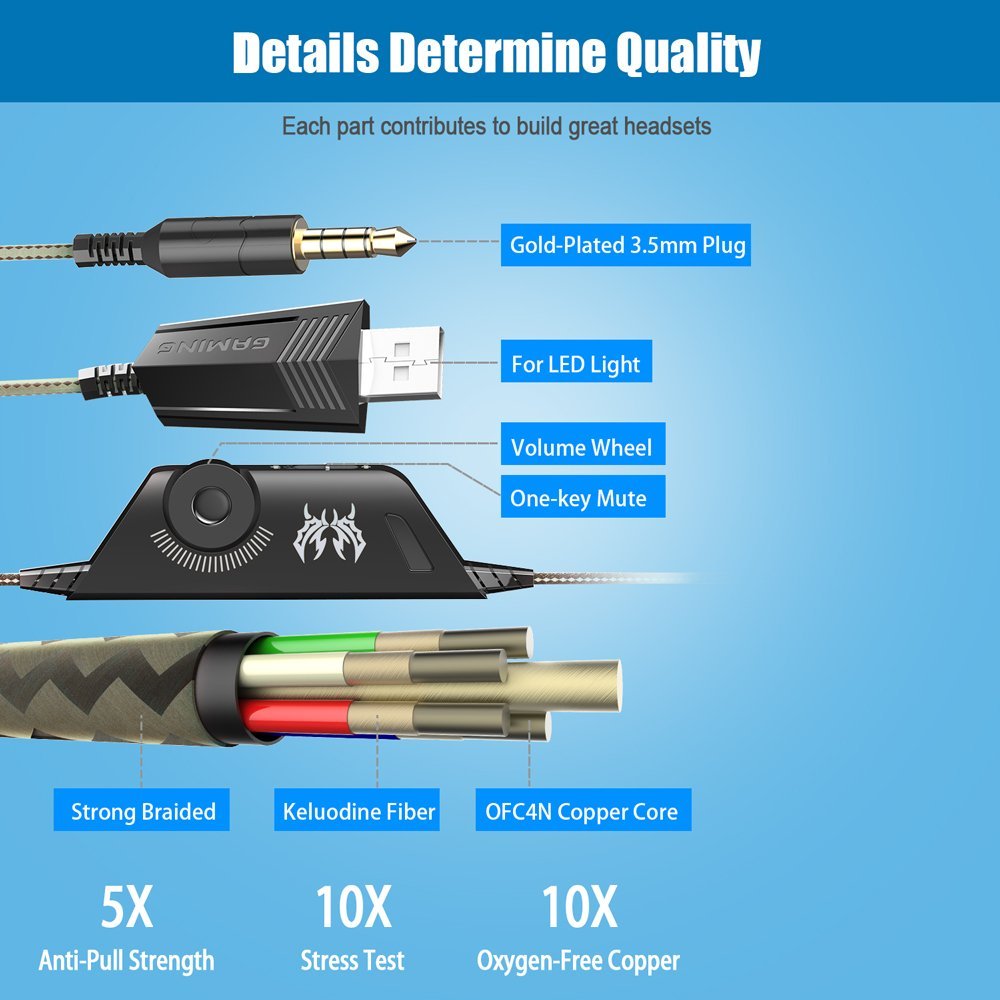 Details Determine Quality
Each part contributes to build great headsets
Gold-Plated 3.5mm Plug
GAMING
For LED Light
Volume Wheel
One-key Mute
Strong Braided
Keluodine Fiber
OFC4N Copper Core
5X
Anti-Pull Strength
10X
Stress Test
10X
Oxygen-Free Copper